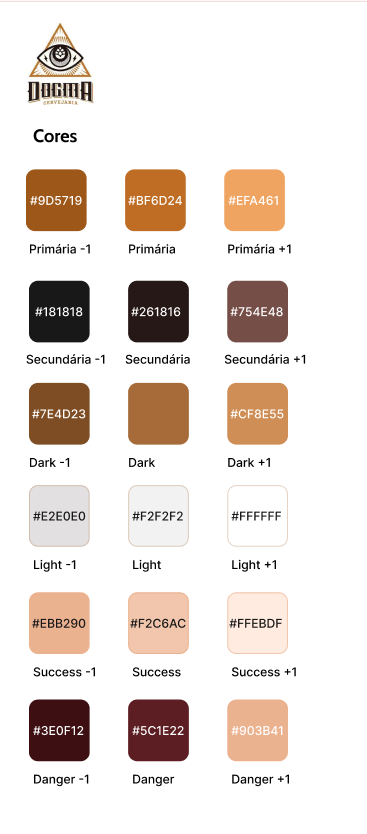 DOGMA
CERVEJARIA
Cores
#9D5719 #BF6D24 #EFA461
Primária -1 Primária Primária +1
#181818 #261816 #754E48
Secundária -1 Secundária Secundária +1
#7E4D23 #CF8E55
Dark -1 Dark Dark +1
#E2E0E0 #F2F2F2 #FFFFFF
Light -1 Light Light +1
#EBB290 #F2C6AC #FFEBDF
Success -1 Success Success +1
#3E0F12 #5C1E22 #903B41
Danger -1 Danger Danger +1